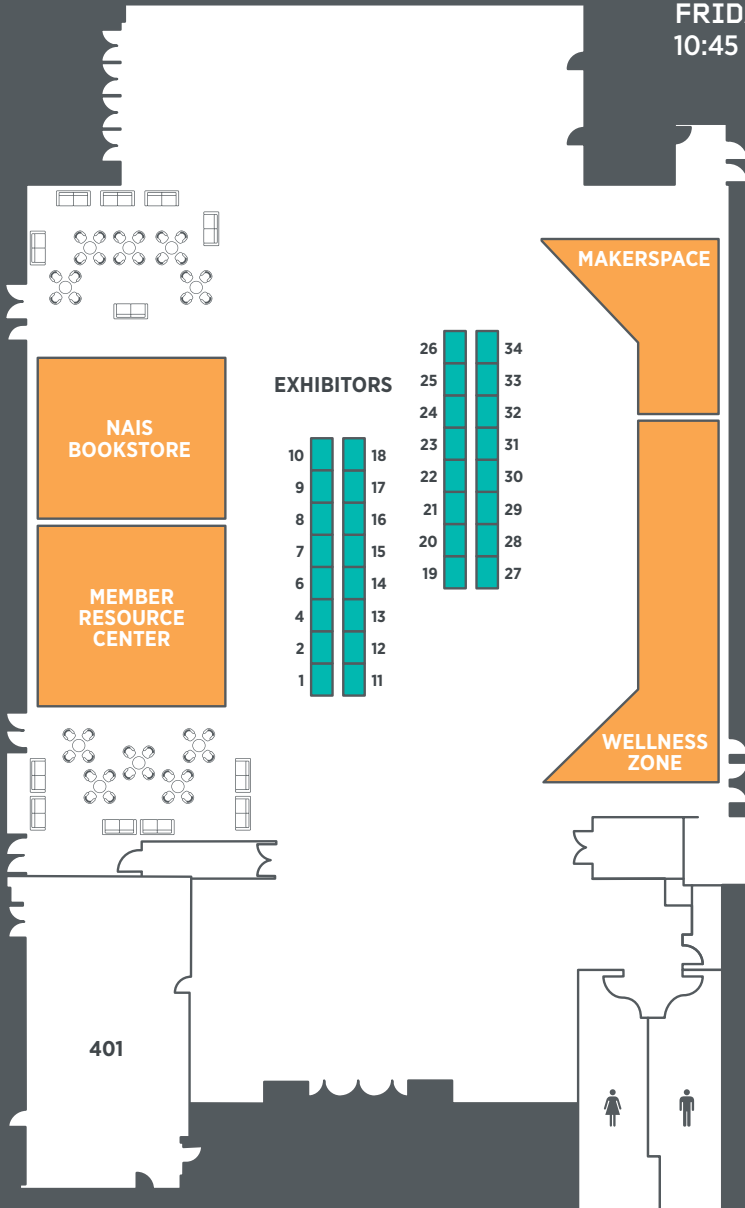 FRID
10:45
MAKERSPACE
26 34
EXHIBITORS 25 33
24 32
NAIS
BOOKSTORE
23 31
10 18
9 17
22 30
8 16
21 29
7 15
20 28
6 14
19 27
MEMBER
RESOURCE
CENTER
4 13
2 12
1 11
WELLNESS
ZONE
401